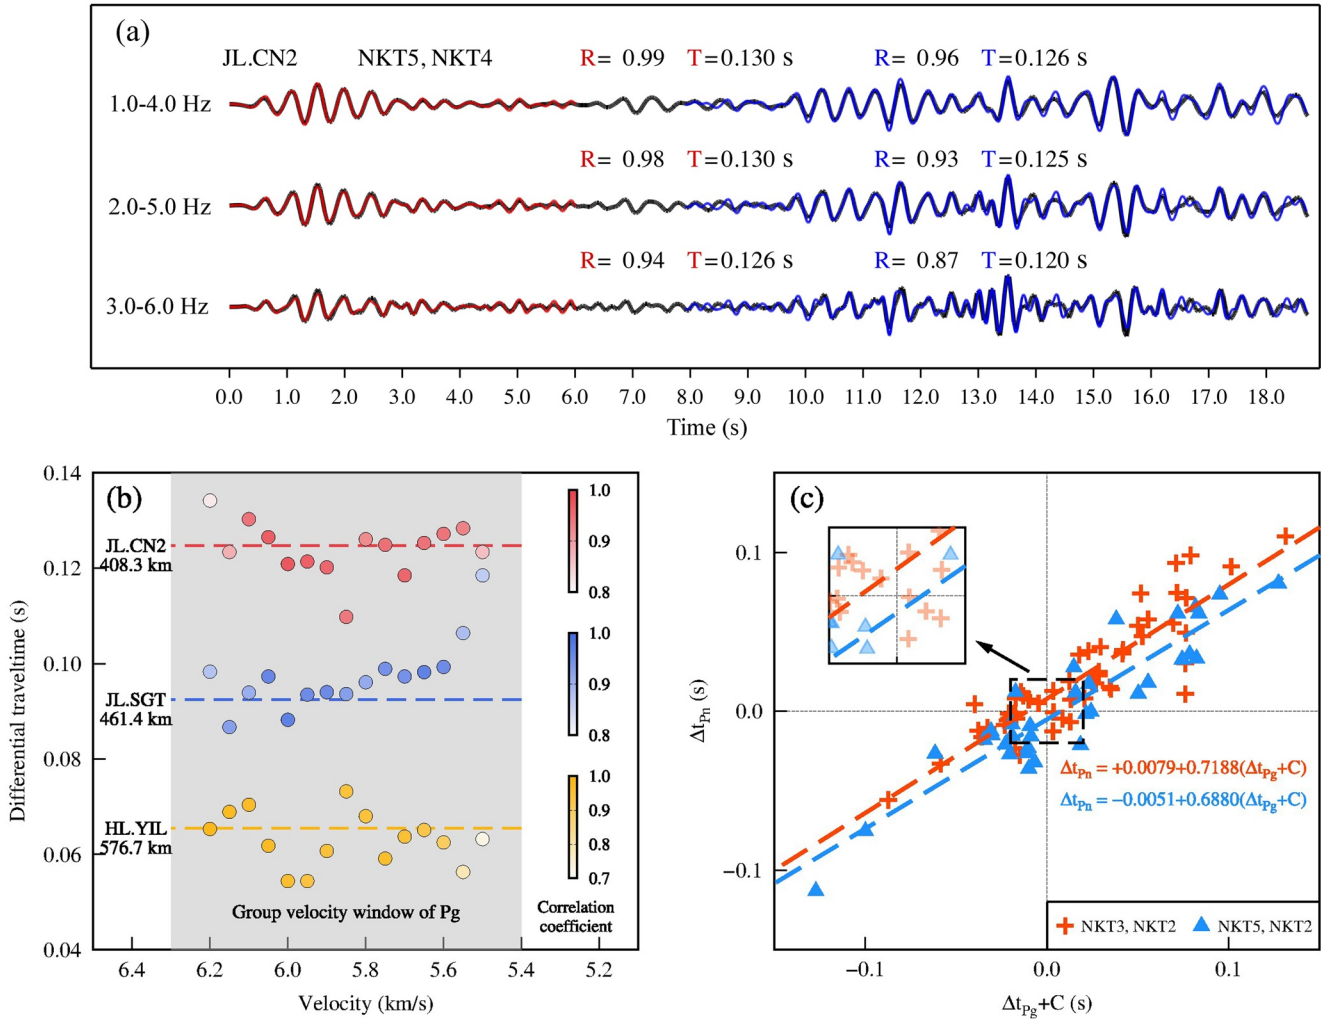 (a)
JL.CN2 NKT5, NKT4 R= 0.99 T=0.130 s R= 0.96 T=0.126 s
1.0-4.0 Hz
R= 0.98 T=0.130 s R= 0.93 T=0.125 s
2.0-5.0 Hz
R= 0.94 T=0.126 s R= 0.87 T=0.120 s
3.0-6.0 Hz
0.0 1.0 2.0 3.0 4.0 5.0 6.0 7.0 8.0 9.0 10.0 11.0 12.0 13.0 14.0 15.0 16.0 17.0 18.0
Time (s)
(b)
Differential traveltime (s)
0.14
0.12
0.10
0.08
0.06
0.04
JL.CN2
408.3 km
JL.SGT
461.4 km
HL.YIL
576.7 km
1.0
0.9
0.8
1.0
0.9
0.8
1.0
0.9
0.8
0.7
Group velocity window of Pg
Correlation
coefficient
6.4 6.2 6.0 5.8 5.6 5.4 5.2
Velocity (km/s)
(c)
Δtₚₙ (s)
0.1
0.0
−0.1
Δtₚₙ = +0.0079+0.7188(Δt_Pg+C)
Δtₚₙ = −0.0051+0.6880(Δt_Pg+C)
NKT3, NKT2 NKT5, NKT2
−0.1 0.0 0.1
Δt_Pg+C (s)